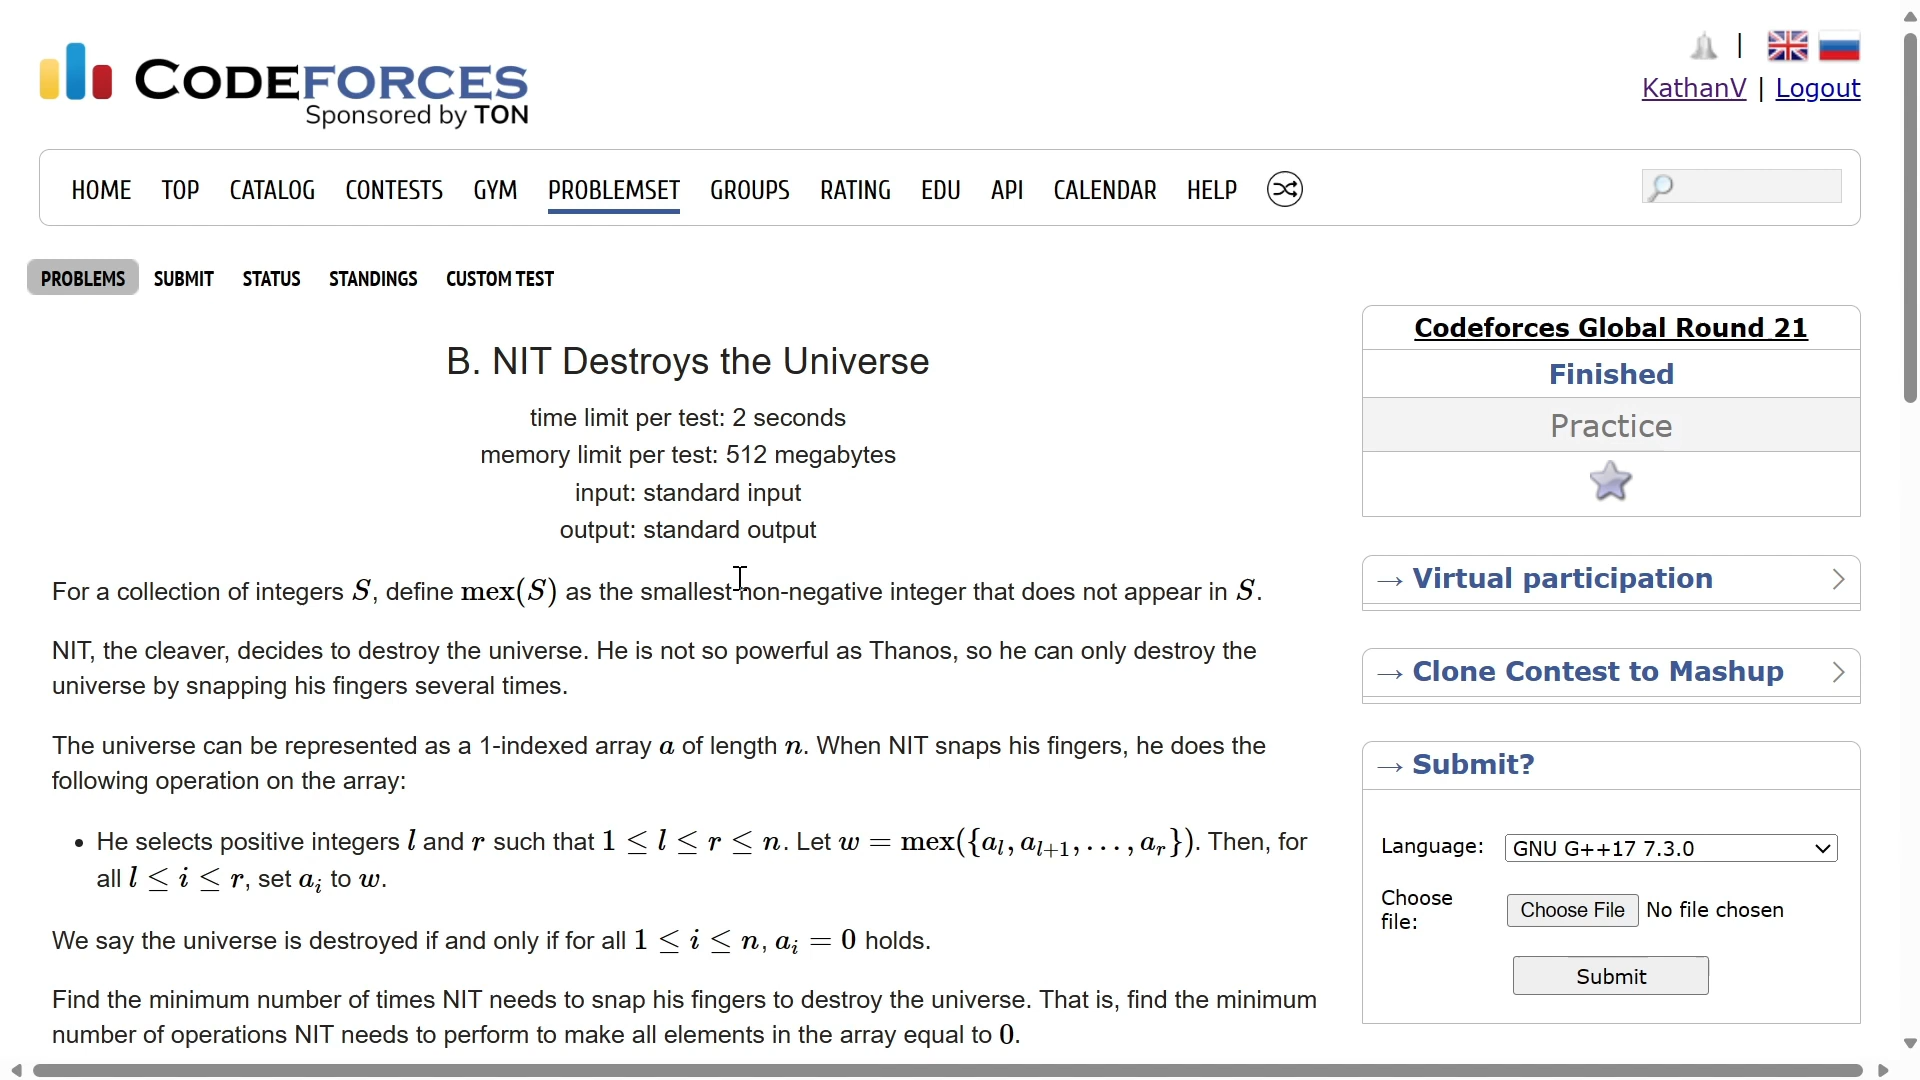 CODEFORCES
Sponsored by TON
|
KathanV | Logout
HOME TOP CATALOG CONTESTS GYM PROBLEMSET GROUPS RATING EDU API CALENDAR HELP
PROBLEMS SUBMIT STATUS STANDINGS CUSTOM TEST
B. NIT Destroys the Universe
time limit per test: 2 seconds
memory limit per test: 512 megabytes
input: standard input
output: standard output
For a collection of integers S, define mex(S) as the smallest non-negative integer that does not appear in S.
NIT, the cleaver, decides to destroy the universe. He is not so powerful as Thanos, so he can only destroy the
universe by snapping his fingers several times.
The universe can be represented as a 1-indexed array a of length n. When NIT snaps his fingers, he does the
following operation on the array:
• He selects positive integers l and r such that 1 ≤ l ≤ r ≤ n. Let w = mex({a_l, a_{l+1}, . . . , a_r}). Then, for
all l ≤ i ≤ r, set a_i to w.
We say the universe is destroyed if and only if for all 1 ≤ i ≤ n, a_i = 0 holds.
Find the minimum number of times NIT needs to snap his fingers to destroy the universe. That is, find the minimum
number of operations NIT needs to perform to make all elements in the array equal to 0.
Codeforces Global Round 21
Finished
Practice
→ Virtual participation
→ Clone Contest to Mashup
→ Submit?
Language: GNU G++17 7.3.0
Choose
file: Choose File No file chosen
Submit